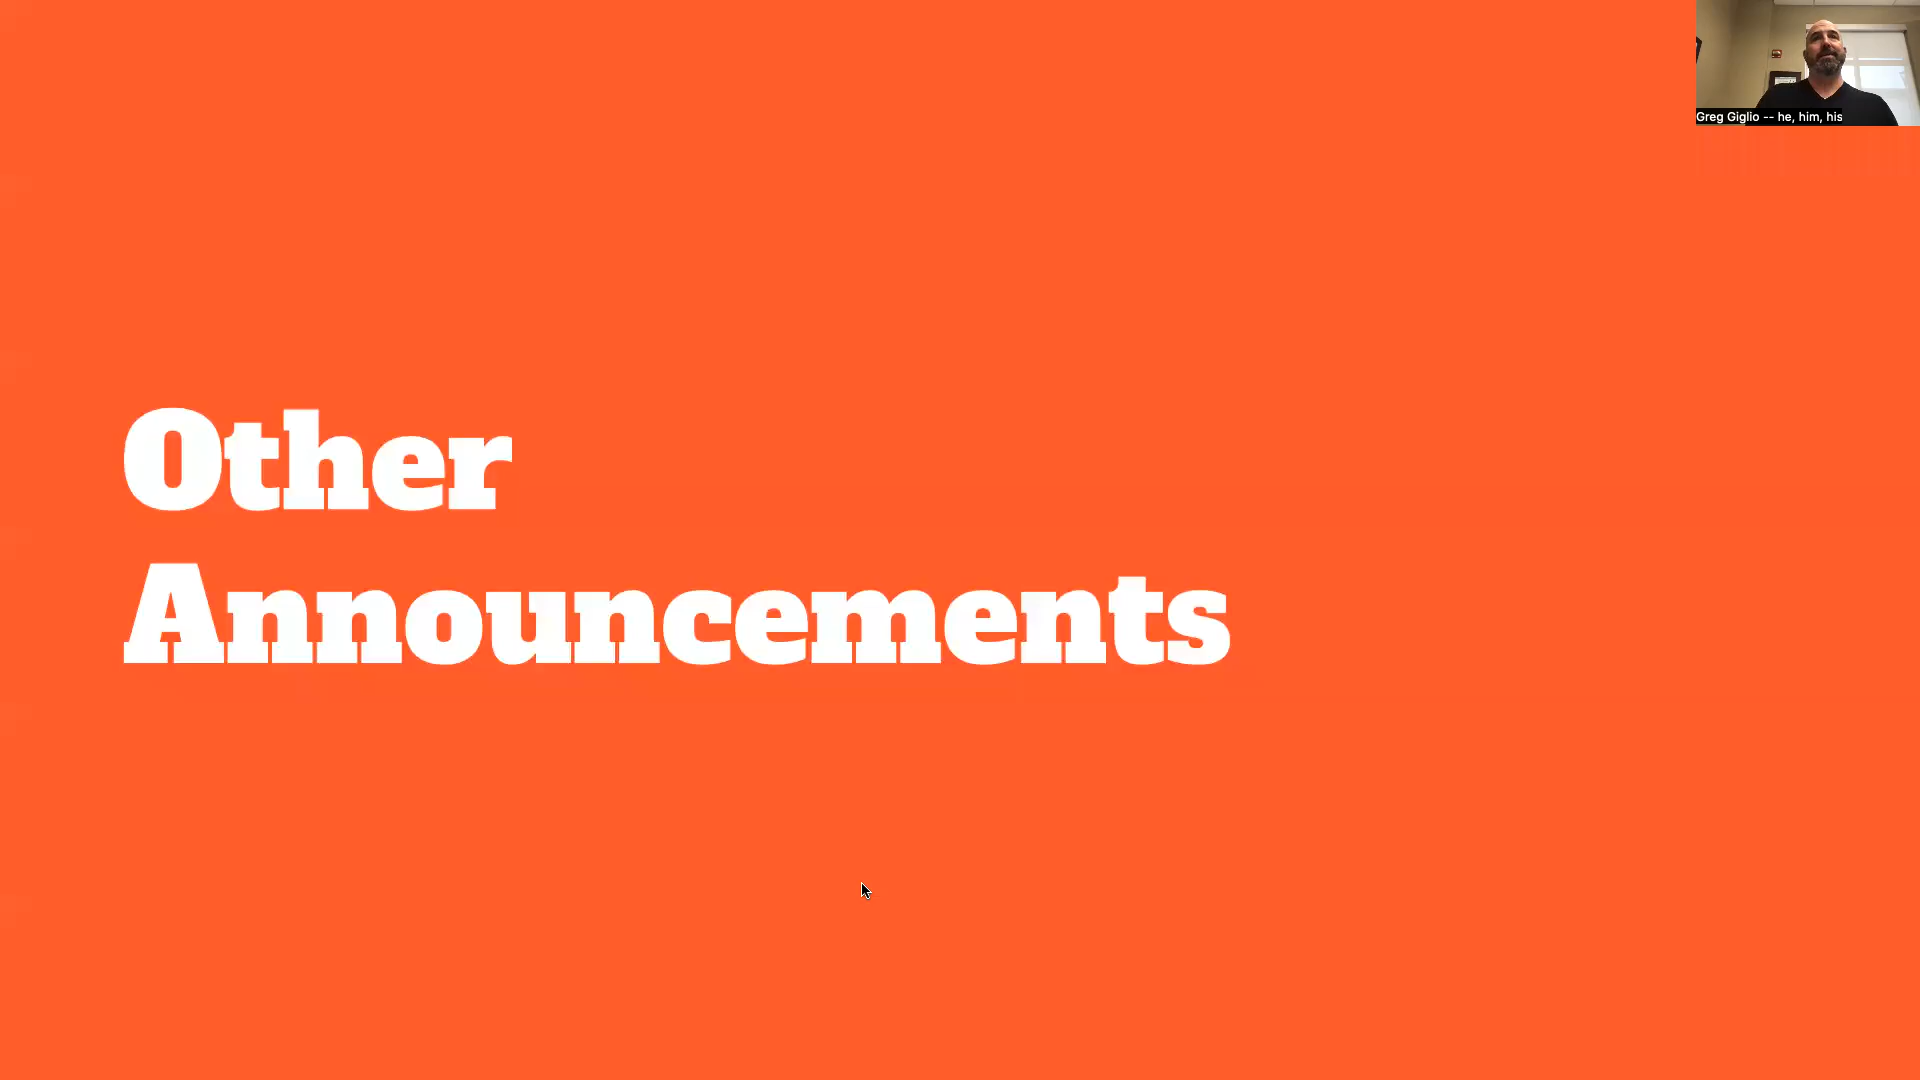 Greg Giglio -- he, him, his
Other
Announcements